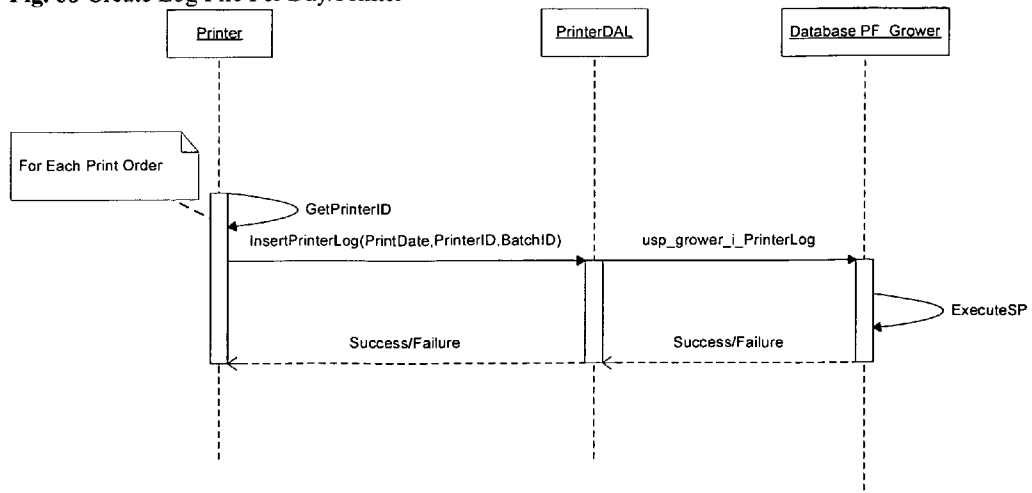 Printer
PrinterDAL
Database PF_Grower
For Each Print Order
GetPrinterID
InsertPrinterLog(PrintDate,PrinterID,BatchID)
usp_grower_i_PrinterLog
ExecuteSP
Success/Failure
Success/Failure